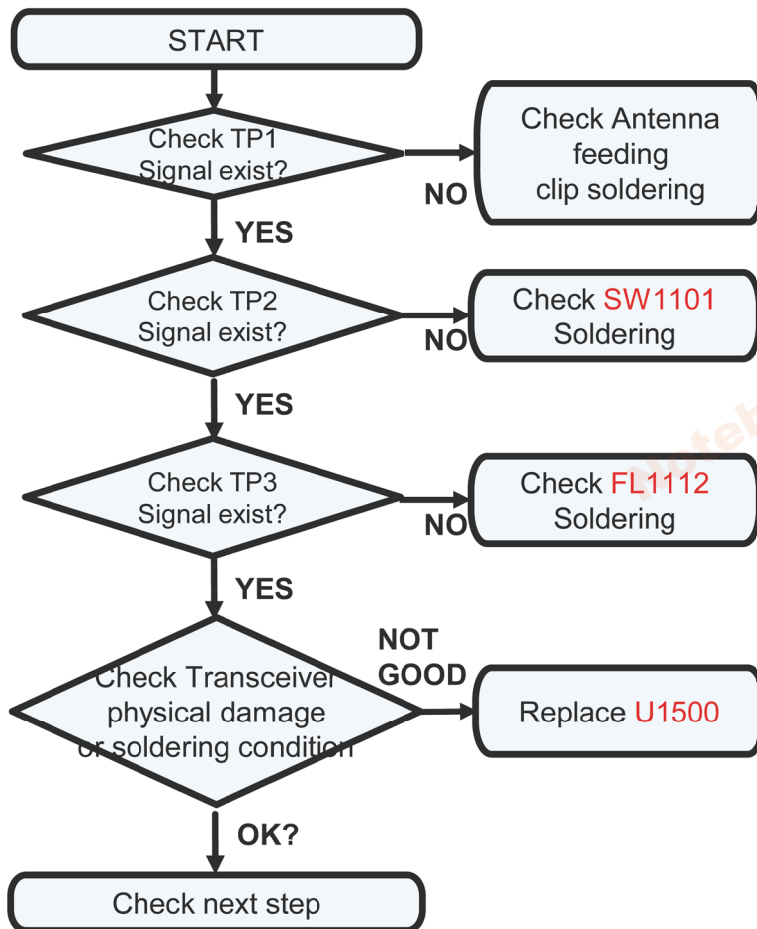 START
Check TP1
Signal exist?
NO
Check Antenna
feeding
clip soldering
YES
Check TP2
Signal exist?
NO
Check SW1101
Soldering
YES
Check TP3
Signal exist?
NO
Check FL1112
Soldering
YES
Check Transceiver
physical damage
or soldering condition
NOT
GOOD
Replace U1500
OK?
Check next step